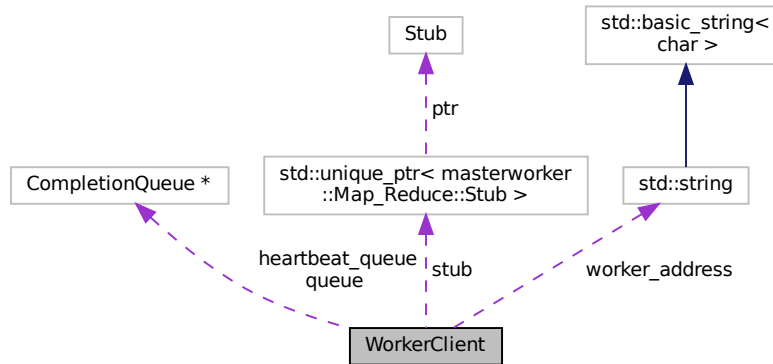 Stub
std::basic_string<
char >
ptr
CompletionQueue *
std::unique_ptr< masterworker
::Map_Reduce::Stub >
std::string
heartbeat_queue
queue
stub
worker_address
WorkerClient